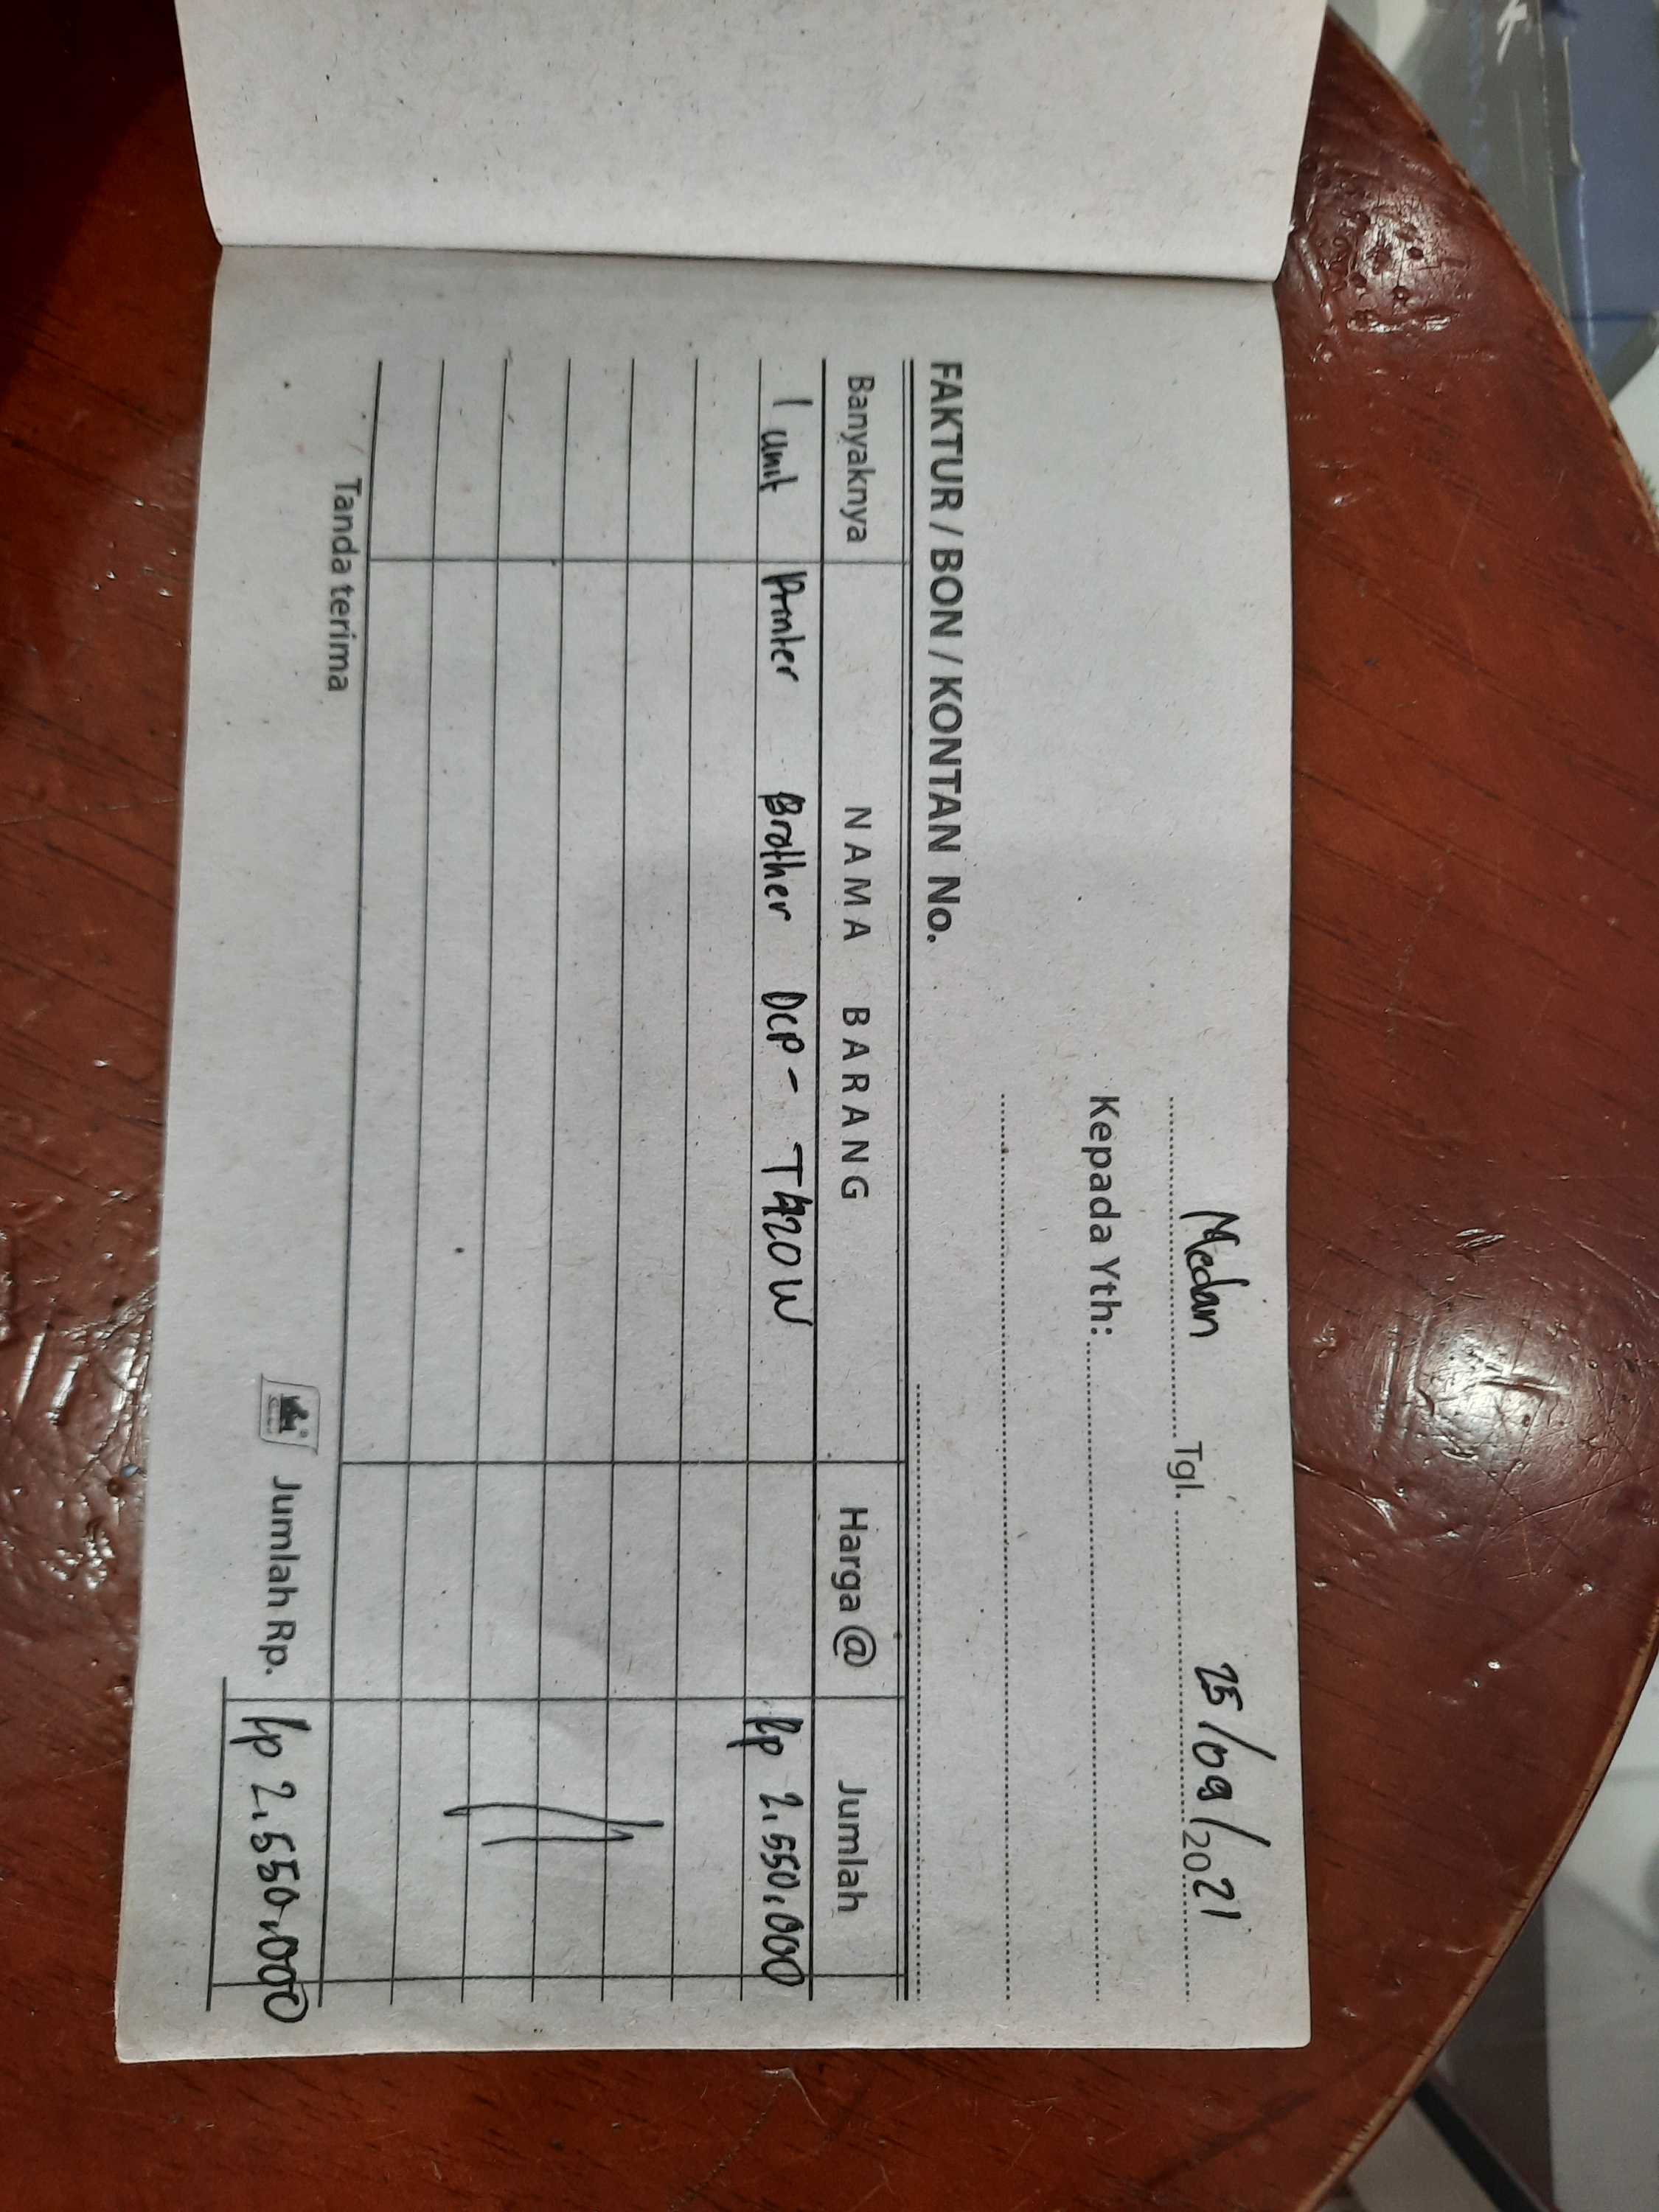 Medan Tgl. 25/09/2021
Kepada Yth:
FAKTUR / BON / KONTAN No.
Banyaknya NAMA BARANG Harga @ Jumlah
1 unit Printer Brother DCP - T420W Rp 2.550.000
Tanda terima
Jumlah Rp. Rp 2.550.000